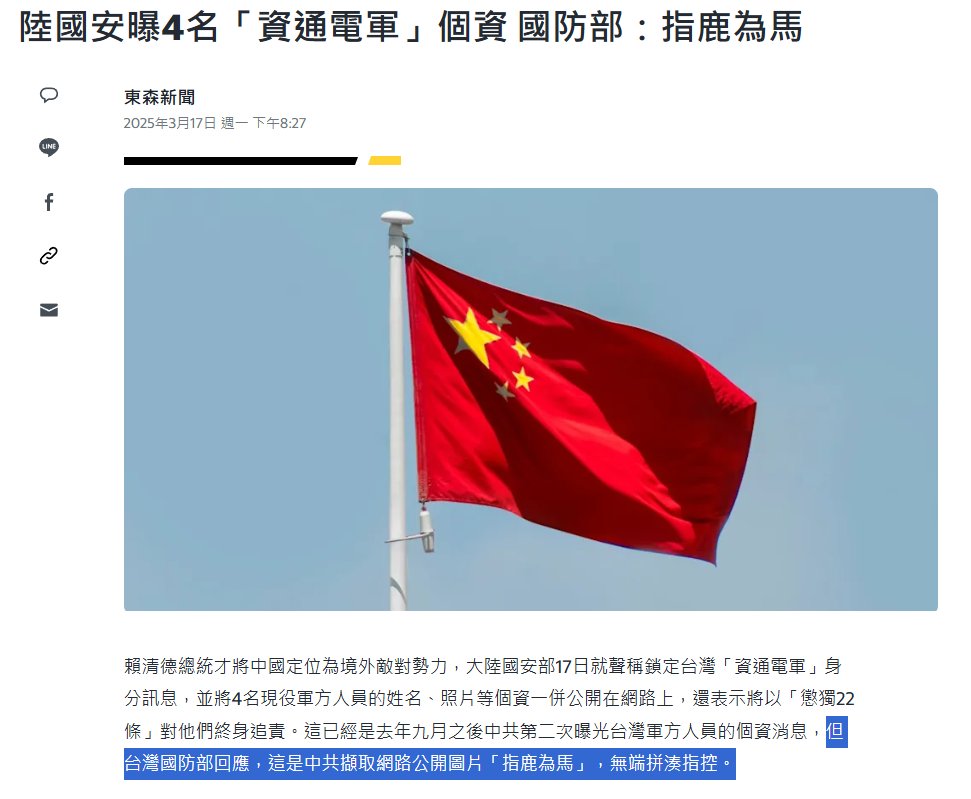 陸國安曝4名「資通電軍」個資 國防部：指鹿為馬
東森新聞
2025年3月17日 週一 下午8:27
LINE
賴清德總統才將中國定位為境外敵對勢力，大陸國安部17日就聲稱鎖定台灣「資通電軍」身
分訊息，並將4名現役軍方人員的姓名、照片等個資一併公開在網路上，還表示將以「懲獨22
條」對他們終身追責。這已經是去年九月之後中共第二次曝光台灣軍方人員的個資消息，但
台灣國防部回應，這是中共擷取網路公開圖片「指鹿為馬」，無端拼湊指控。